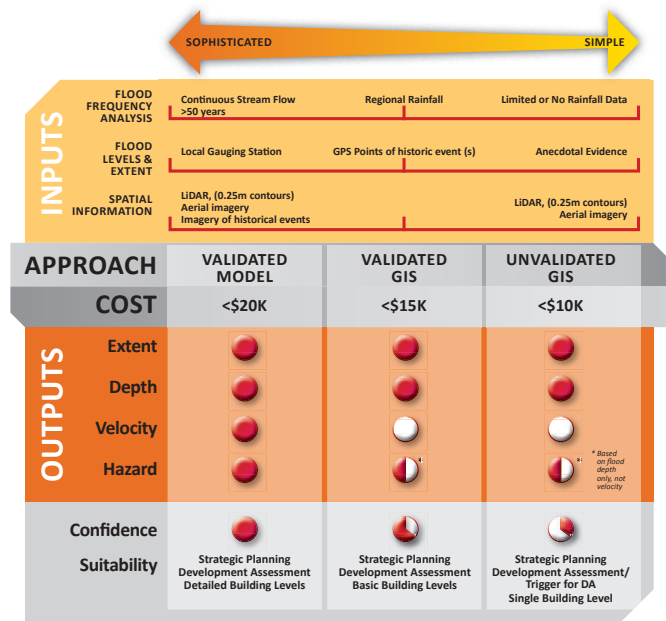 SOPHISTICATED SIMPLE
INPUTS
FLOOD
FREQUENCY
ANALYSIS
Continuous Stream Flow
>50 years
Regional Rainfall
Limited or No Rainfall Data
FLOOD
LEVELS &
EXTENT
Local Gauging Station
GPS Points of historic event (s)
Anecdotal Evidence
SPATIAL
INFORMATION
LiDAR, (0.25m contours)
Aerial imagery
Imagery of historical events
LiDAR, (0.25m contours)
Aerial imagery
APPROACH
VALIDATED
MODEL
VALIDATED
GIS
UNVALIDATED
GIS
COST <$20K <$15K <$10K
OUTPUTS
Extent
Depth
Velocity
Hazard
*
*
* Based
on flood
depth
only, not
velocity
Confidence
Suitability
Strategic Planning
Development Assessment
Detailed Building Levels
Strategic Planning
Development Assessment
Basic Building Levels
Strategic Planning
Development Assessment/
Trigger for DA
Single Building Level